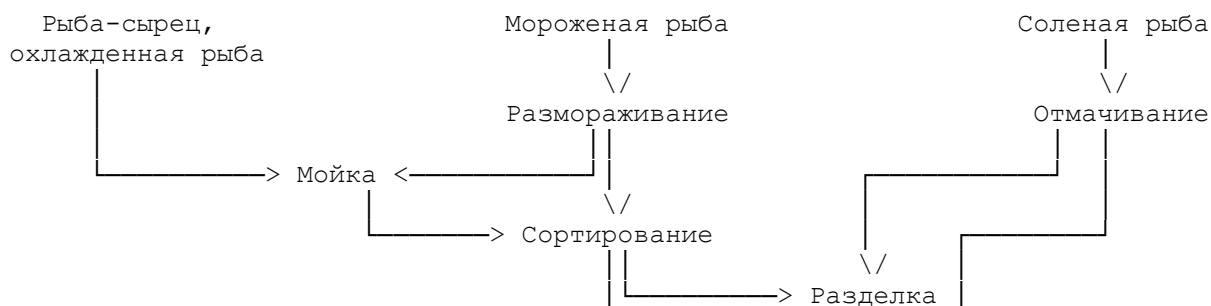 Рыба-сырец, Мороженая рыба Соленая рыба
охлажденная рыба
Размораживание Отмачивание
Мойка
Сортирование
Разделка